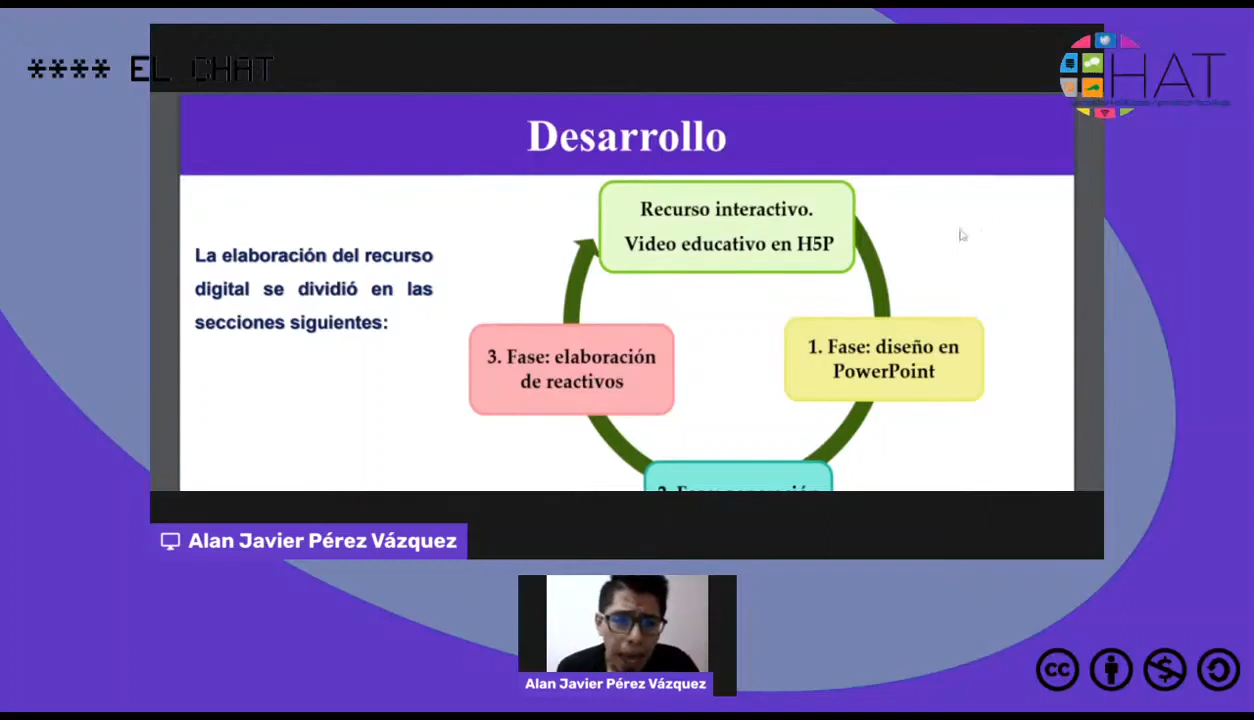 **** EL CHAT
HAT
Desarrollo
La elaboración del recurso
digital se dividió en las
secciones siguientes:
Recurso interactivo.
Video educativo en H5P
1. Fase: diseño en
PowerPoint
3. Fase: elaboración
de reactivos
Alan Javier Pérez Vázquez
Alan Javier Pérez Vázquez
cc